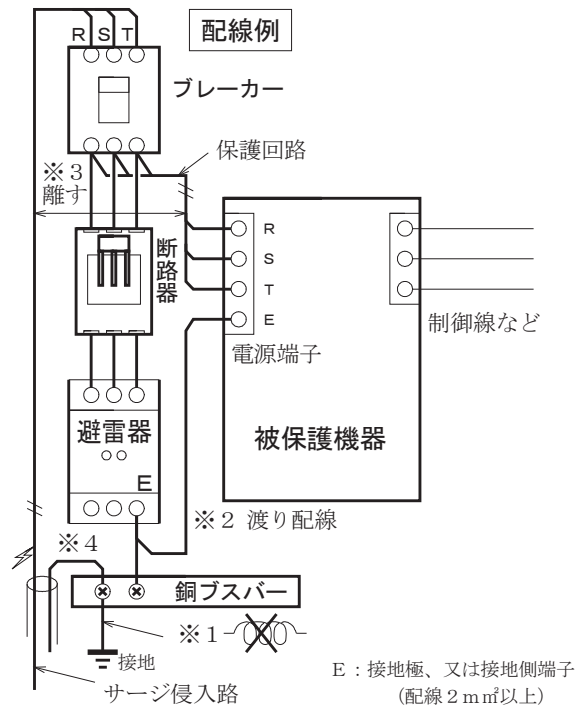 配線例
R S T
ブレーカー
保護回路
※3
離す
断路器
R
S
T
E
電源端子
制御線など
避雷器
E
被保護機器
※2 渡り配線
※4
銅ブスバー
※1
接地
サージ侵入路
E:接地極、又は接地側端子
(配線2m㎡以上)